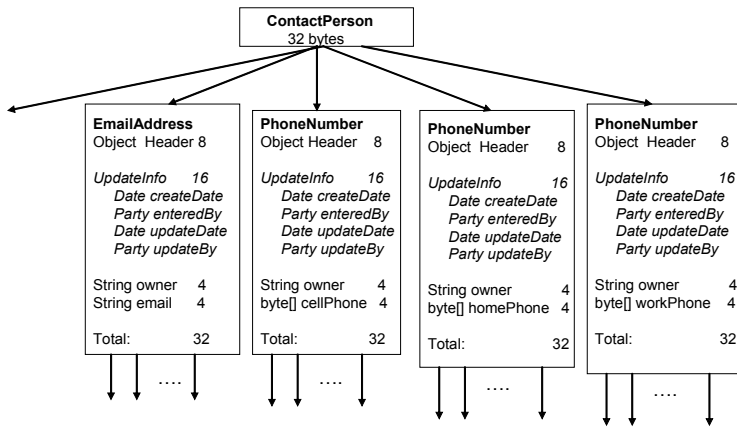 ContactPerson
32 bytes
EmailAddress
Object Header 8
UpdateInfo 16
Date createDate
Party enteredBy
Date updateDate
Party updateBy
String owner 4
String email 4
Total: 32
....
PhoneNumber
Object Header 8
UpdateInfo 16
Date createDate
Party enteredBy
Date updateDate
Party updateBy
String owner 4
byte[] cellPhone 4
Total: 32
....
PhoneNumber
Object Header 8
UpdateInfo 16
Date createDate
Party enteredBy
Date updateDate
Party updateBy
String owner 4
byte[] homePhone 4
Total: 32
....
PhoneNumber
Object Header 8
UpdateInfo 16
Date createDate
Party enteredBy
Date updateDate
Party updateBy
String owner 4
byte[] workPhone 4
Total: 32
....